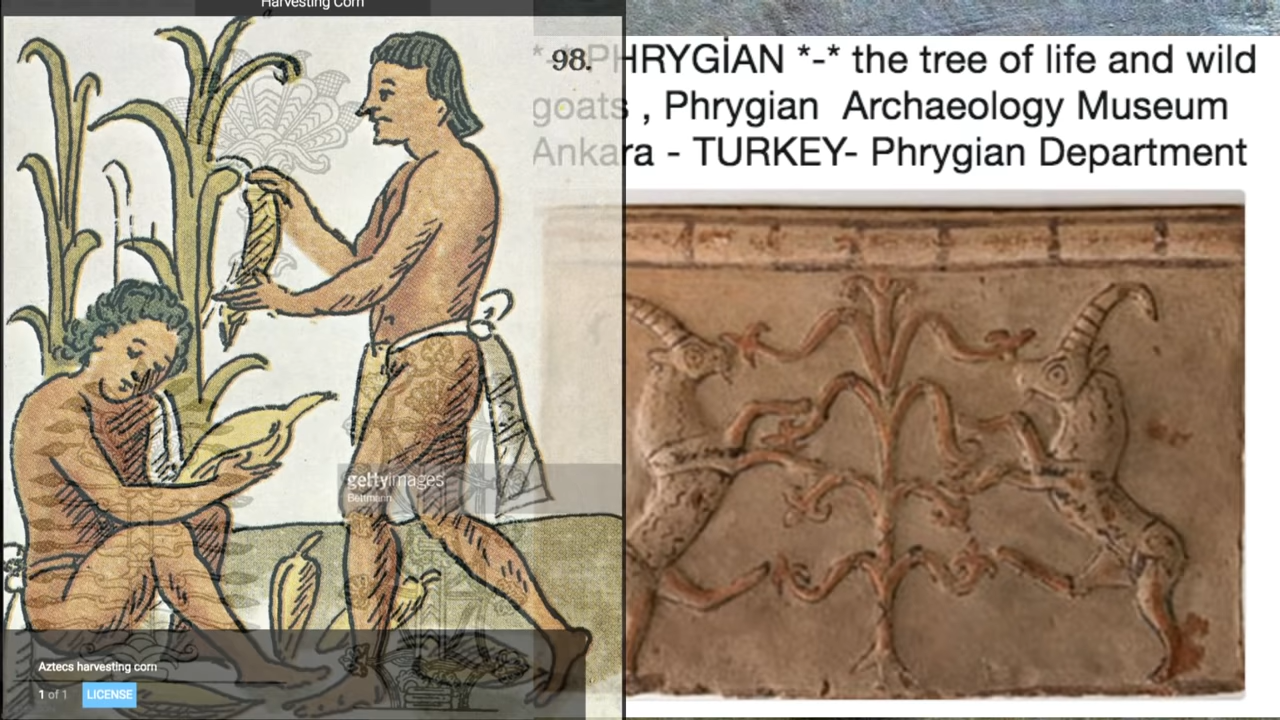 Harvesting Corn
98.
*-* PHRYGİAN *-* the tree of life and wild
goats , Phrygian Archaeology Museum
Ankara - TURKEY- Phrygian Department
gettyimages
Bettmann
Aztecs harvesting corn
1 of 1 LICENSE